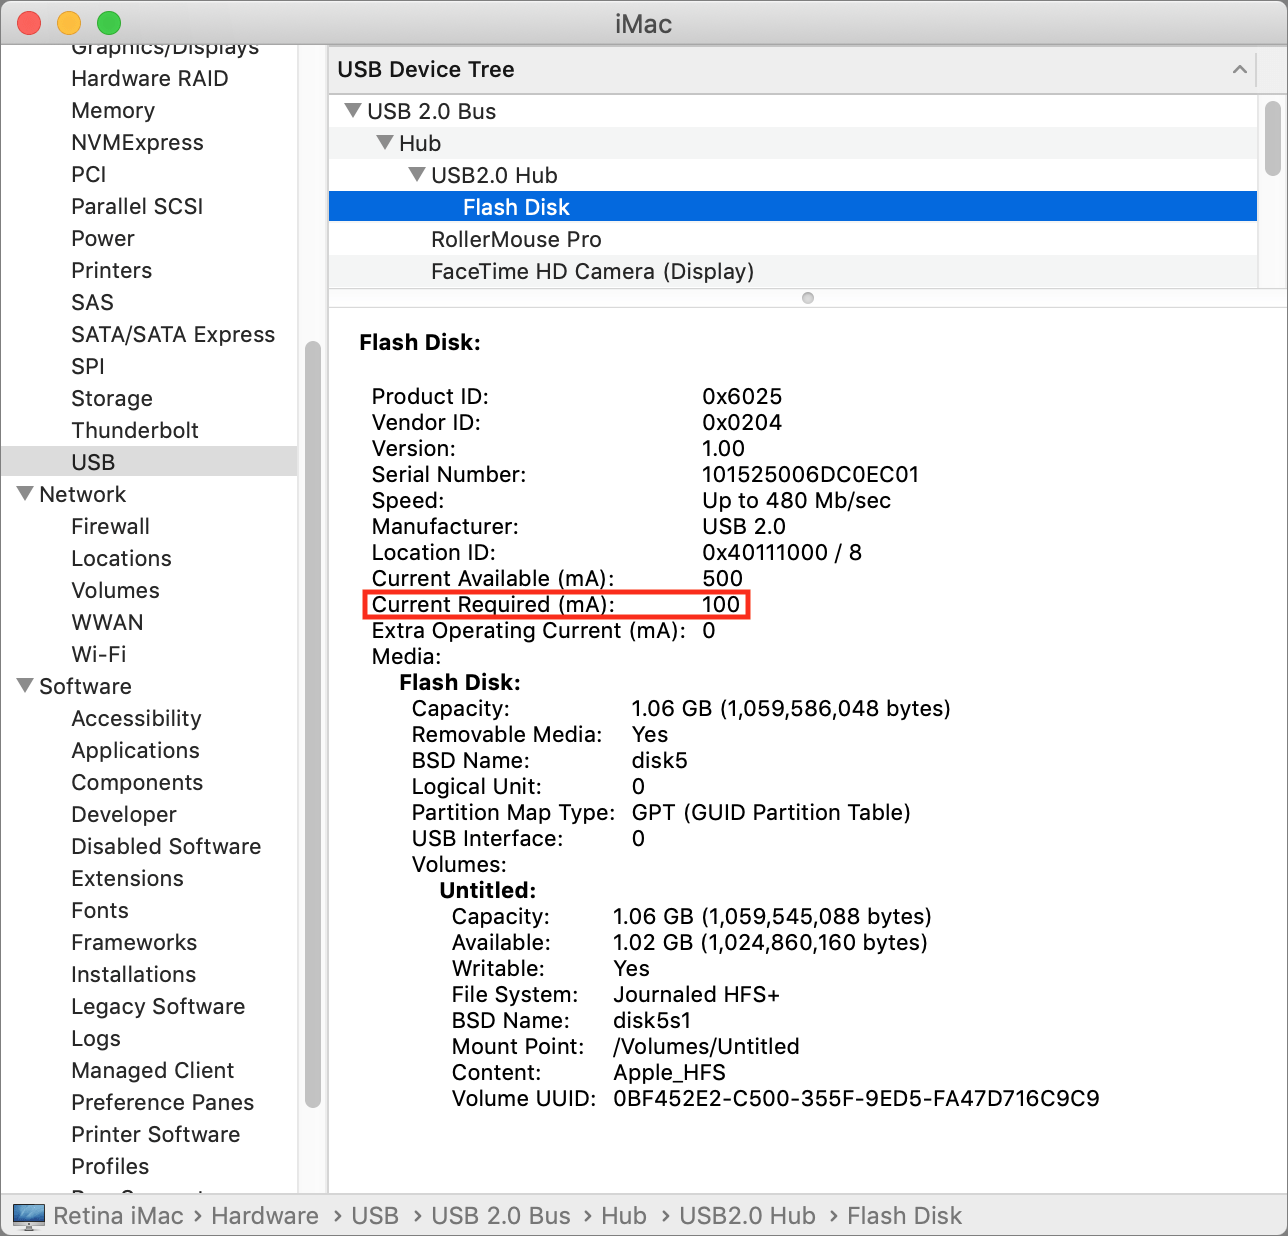 iMac
Graphics/Displays
Hardware RAID
Memory
NVMExpress
PCI
Parallel SCSI
Power
Printers
SAS
SATA/SATA Express
SPI
Storage
Thunderbolt
USB
Network
Firewall
Locations
Volumes
WWAN
Wi-Fi
Software
Accessibility
Applications
Components
Developer
Disabled Software
Extensions
Fonts
Frameworks
Installations
Legacy Software
Logs
Managed Client
Preference Panes
Printer Software
Profiles
USB Device Tree
USB 2.0 Bus
Hub
USB2.0 Hub
Flash Disk
RollerMouse Pro
FaceTime HD Camera (Display)
Flash Disk:
Product ID: 0x6025
Vendor ID: 0x0204
Version: 1.00
Serial Number: 101525006DC0EC01
Speed: Up to 480 Mb/sec
Manufacturer: USB 2.0
Location ID: 0x40111000 / 8
Current Available (mA): 500
Current Required (mA): 100
Extra Operating Current (mA): 0
Media:
Flash Disk:
Capacity: 1.06 GB (1,059,586,048 bytes)
Removable Media: Yes
BSD Name: disk5
Logical Unit: 0
Partition Map Type: GPT (GUID Partition Table)
USB Interface: 0
Volumes:
Untitled:
Capacity: 1.06 GB (1,059,545,088 bytes)
Available: 1.02 GB (1,024,860,160 bytes)
Writable: Yes
File System: Journaled HFS+
BSD Name: disk5s1
Mount Point: /Volumes/Untitled
Content: Apple_HFS
Volume UUID: 0BF452E2-C500-355F-9ED5-FA47D716C9C9
Retina iMac › Hardware › USB › USB 2.0 Bus › Hub › USB2.0 Hub › Flash Disk